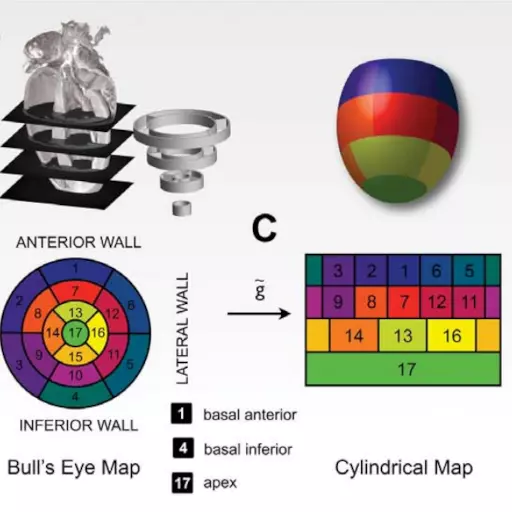 C
ANTERIOR WALL
1
2
6
7
8
12
13
14
17
16
15
9
11
10
3
5
4
INFERIOR WALL
Bull's Eye Map
LATERAL WALL
g̃
1 basal anterior
4 basal inferior
17 apex
3 2 1 6 5
9 8 7 12 11
14 13 16
17
Cylindrical Map